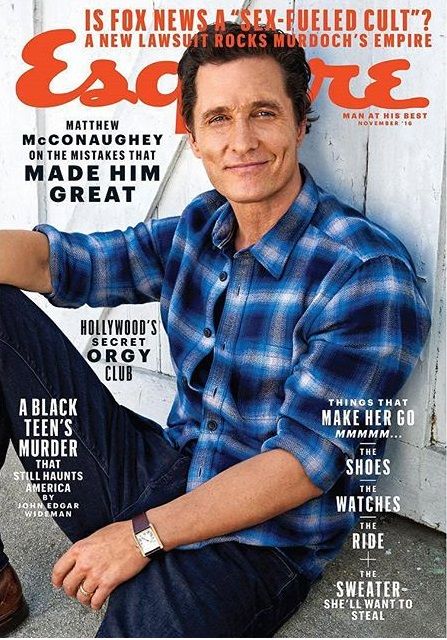 IS FOX NEWS A "SEX-FUELED CULT"?
A NEW LAWSUIT ROCKS MURDOCH'S EMPIRE
Esquire
MAN AT HIS BEST
NOVEMBER '16
MATTHEW
McCONAUGHEY
ON THE MISTAKES THAT
MADE HIM
GREAT
HOLLYWOOD'S
SECRET
ORGY
CLUB
A BLACK
TEEN'S
MURDER
THAT
STILL HAUNTS
AMERICA
BY
JOHN EDGAR
WIDEMAN
THINGS THAT
MAKE HER GO
MMMMM...
THE
SHOES
THE
WATCHES
THE
RIDE
+
THE
SWEATER-
SHE'LL WANT TO
STEAL